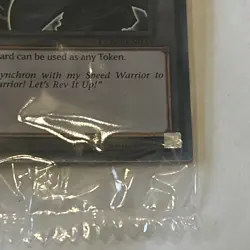 ard can be used as any Token.
ynchron with my Speed Warrior to
arrior! Let's Rev It Up!"